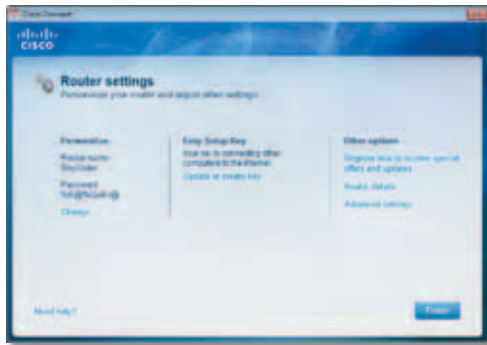 Cisco Connect
CISCO
Router settings
Personalize your router and adjust other settings.
Personalize
Router name:
Password:
Change
Easy Setup Key
Your key to connecting other
computers to the Internet
Update or create key
Other options
Register now to receive special
offers and updates
Router details
Advanced settings
Need help?
Finish